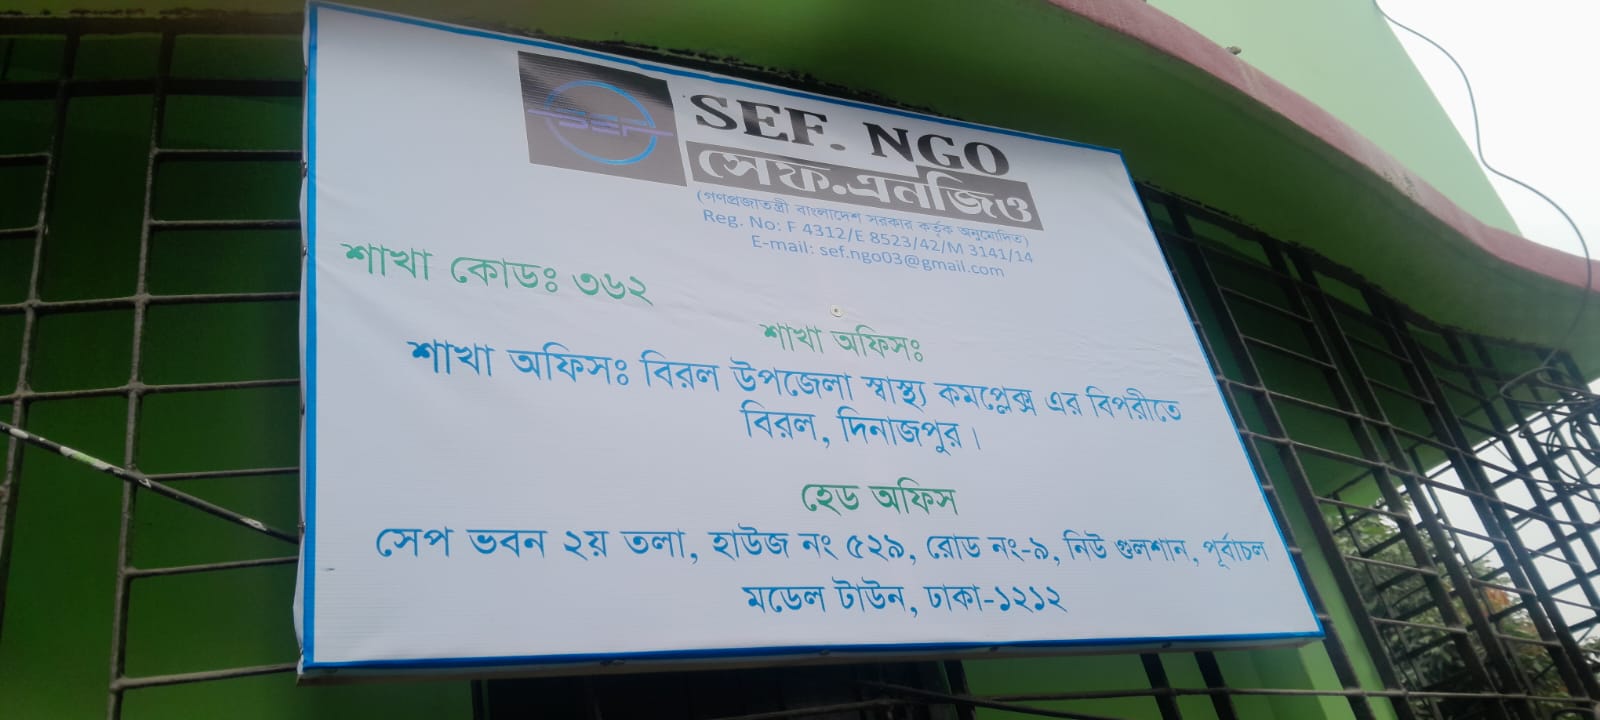 SEF
SEF. NGO
সেফ.এনজিও
(গণপ্রজাতন্ত্রী বাংলাদেশ সরকার কর্তৃক অনুমোদিত)
Reg. No: F 4312/E 8523/42/M 3141/14
E-mail: sef.ngo03@gmail.com
শাখা কোডঃ ৩৬২
শাখা অফিসঃ
শাখা অফিসঃ বিরল উপজেলা স্বাস্থ্য কমপ্লেক্স এর বিপরীতে
বিরল, দিনাজপুর।
হেড অফিস
সেপ ভবন ২য় তলা, হাউজ নং ৫২৯, রোড নং-৯, নিউ গুলশান, পূর্বাচল
মডেল টাউন, ঢাকা-১২১২